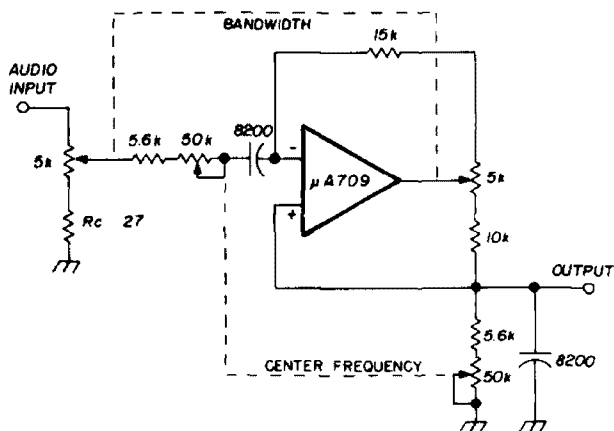 BANDWIDTH
15k
AUDIO
INPUT
5.6k
50k
8200
5k
-
μA709
+
5k
Rc 27
10k
OUTPUT
5.6k
CENTER FREQUENCY
50k
8200